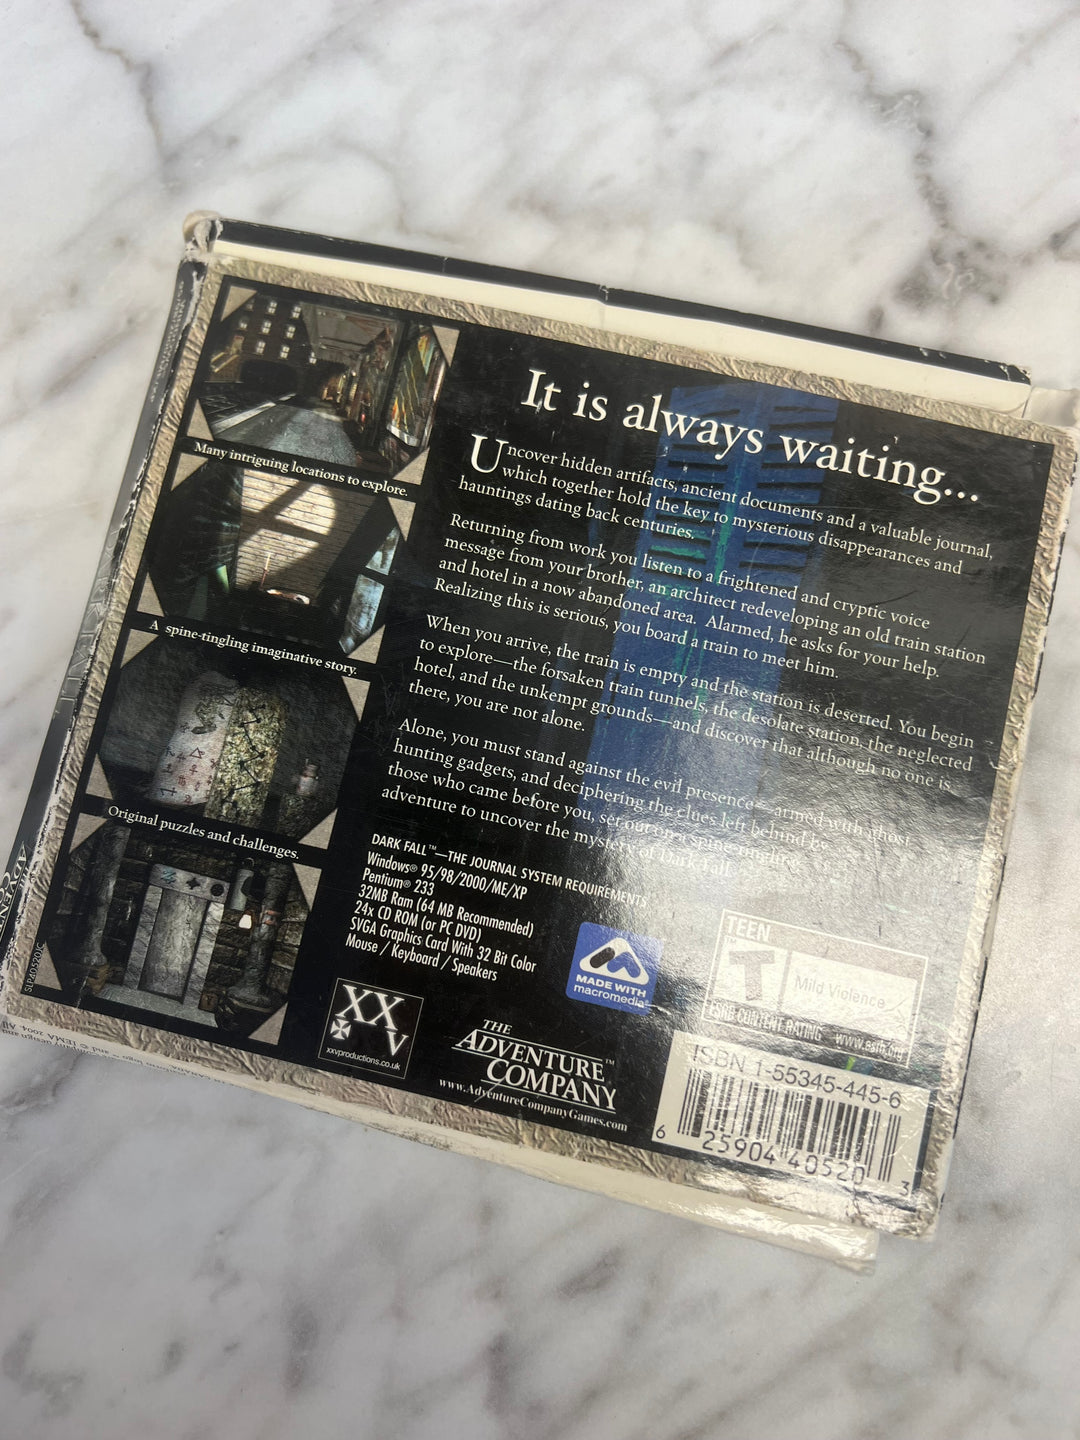 It is always waiting...
Uncover hidden artifacts, ancient documents and a valuable journal,
which together hold the key to mysterious disappearances and
hauntings dating back centuries.
Returning from work you listen to a frightened and cryptic voice
message from your brother, an architect redeveloping an old train station
and hotel in a now abandoned area. Alarmed, he asks for your help.
Realizing this is serious, you board a train to meet him.
When you arrive, the train is empty and the station is deserted. You begin
to explore—the forsaken train tunnels, the desolate station, the neglected
hotel, and the unkempt grounds—and discover that although no one is
there, you are not alone.
Alone, you must stand against the evil presence—armed with ghost
hunting gadgets, and deciphering the clues left behind by
those who came before you, set out on a spine-tingling
adventure to uncover the mystery of Dark Fall.
Many intriguing locations to explore.
A spine-tingling imaginative story.
Original puzzles and challenges.
DARK FALL™—THE JOURNAL SYSTEM REQUIREMENTS
Windows® 95/98/2000/ME/XP
Pentium® 233
32MB Ram (64 MB Recommended)
24x CD ROM (or PC DVD)
SVGA Graphics Card With 32 Bit Color
Mouse / Keyboard / Speakers
XXV
xxvproductions.co.uk
THE
ADVENTURE
COMPANY™
www.AdventureCompanyGames.com
MADE WITH
macromedia®
TEEN
T
Mild Violence
ESRB CONTENT RATING www.esrb.org
ISBN 1-55345-445-6
6 25904 40520 3
SLP40520JC